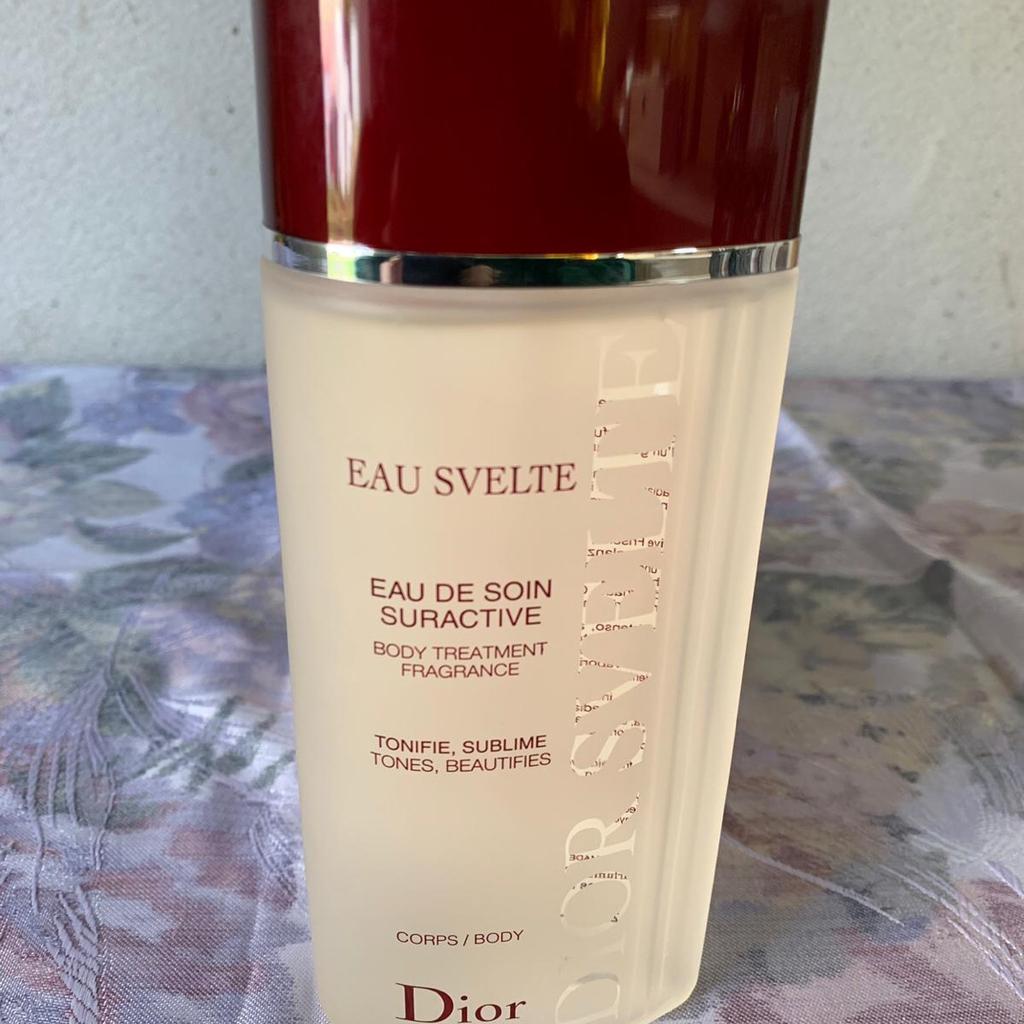 EAU SVELTE
EAU DE SOIN
SURACTIVE
BODY TREATMENT
FRAGRANCE
TONIFIE, SUBLIME
TONES, BEAUTIFIES
CORPS / BODY
Dior
DIOR SVELTE